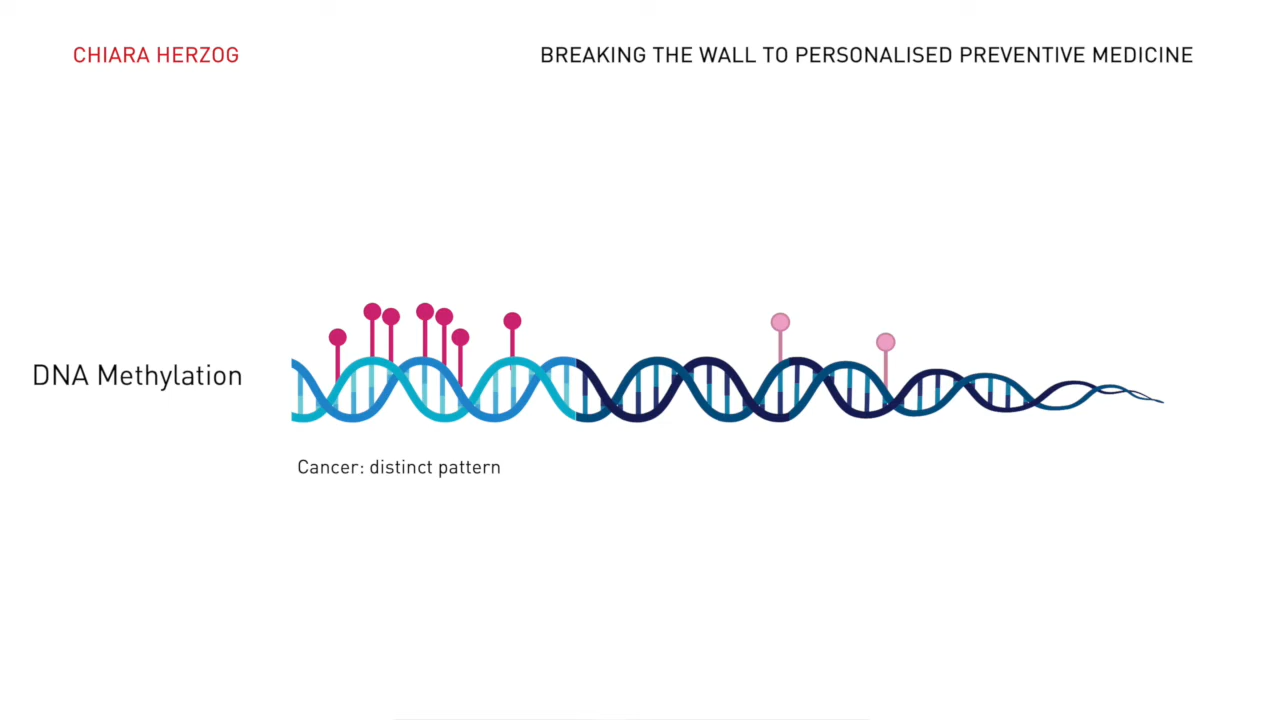 CHIARA HERZOG
BREAKING THE WALL TO PERSONALISED PREVENTIVE MEDICINE
DNA Methylation
Cancer: distinct pattern